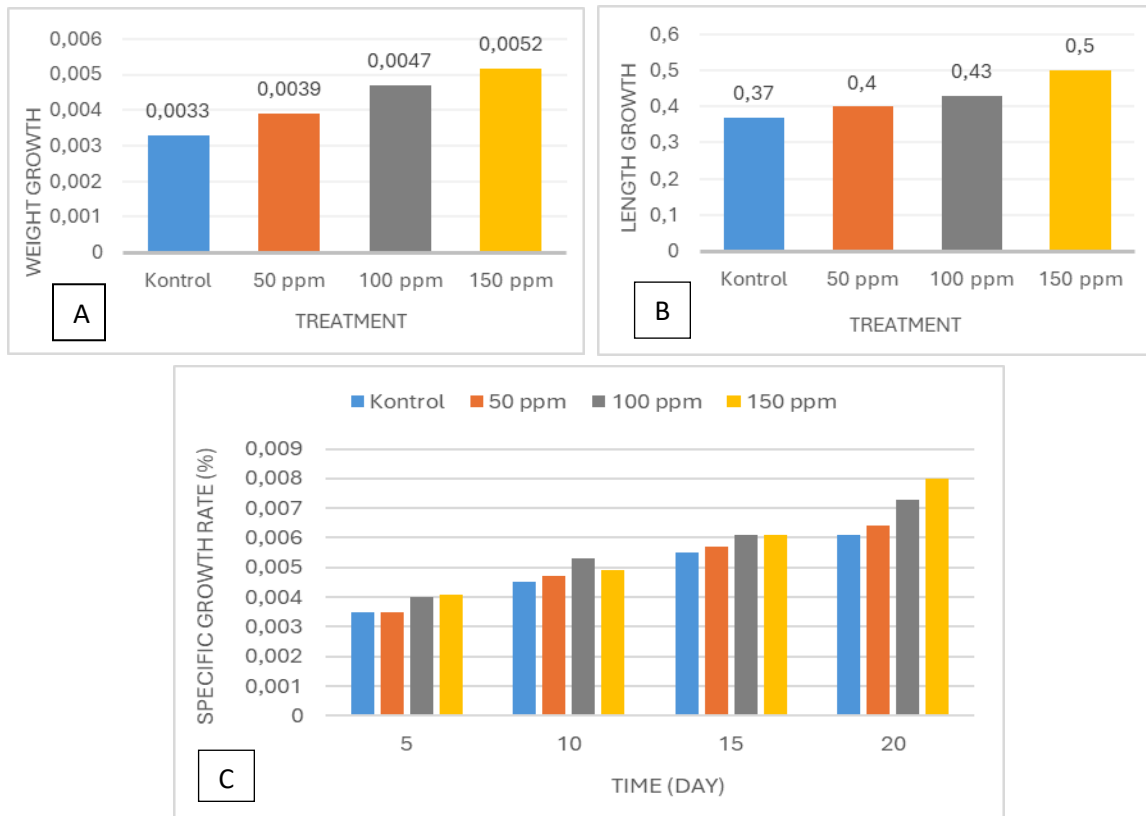 WEIGHT GROWTH
0,006
0,005
0,004
0,003
0,002
0,001
0
0,0033
0,0039
0,0047
0,0052
Kontrol 50 ppm 100 ppm 150 ppm
TREATMENT
A
LENGTH GROWTH
0,6
0,5
0,4
0,3
0,2
0,1
0
0,37
0,4
0,43
0,5
Kontrol 50 ppm 100 ppm 150 ppm
TREATMENT
B
Kontrol 50 ppm 100 ppm 150 ppm
SPECIFIC GROWTH RATE (%)
0,009
0,008
0,007
0,006
0,005
0,004
0,003
0,002
0,001
0
5 10 15 20
TIME (DAY)
C